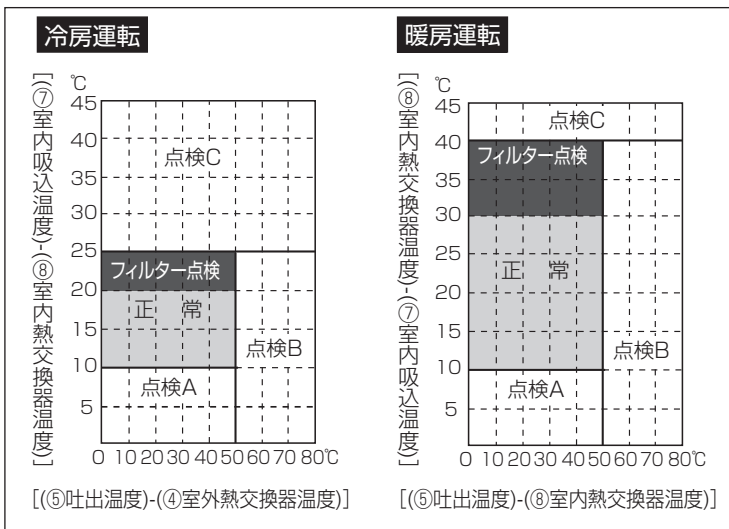 冷房運転
[(⑦室内吸込温度)-(⑧室内熱交換器温度)]
℃
45
40
35
30
25
20
15
10
5
点検C
フィルター点検
正 常
点検B
点検A
0 10 20 30 40 50 60 70 80℃
[(⑤吐出温度)-(④室外熱交換器温度)]
暖房運転
[(⑧室内熱交換器温度)-(⑦室内吸込温度)]
℃
45
40
35
30
25
20
15
10
5
点検C
フィルター点検
正 常
点検B
点検A
0 10 20 30 40 50 60 70 80℃
[(⑤吐出温度)-(⑧室内熱交換器温度)]